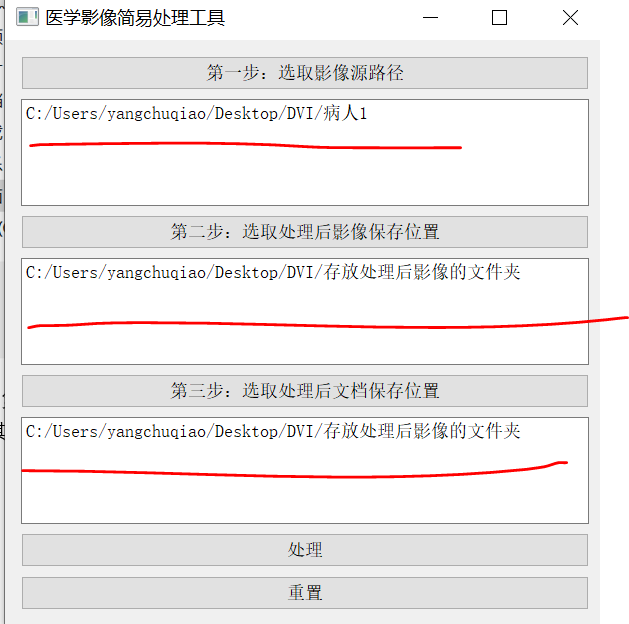 医学影像简易处理工具
第一步：选取影像源路径
C:/Users/yangchuqiao/Desktop/DVI/病人1
第二步：选取处理后影像保存位置
C:/Users/yangchuqiao/Desktop/DVI/存放处理后影像的文件夹
第三步：选取处理后文档保存位置
C:/Users/yangchuqiao/Desktop/DVI/存放处理后影像的文件夹
处理
重置